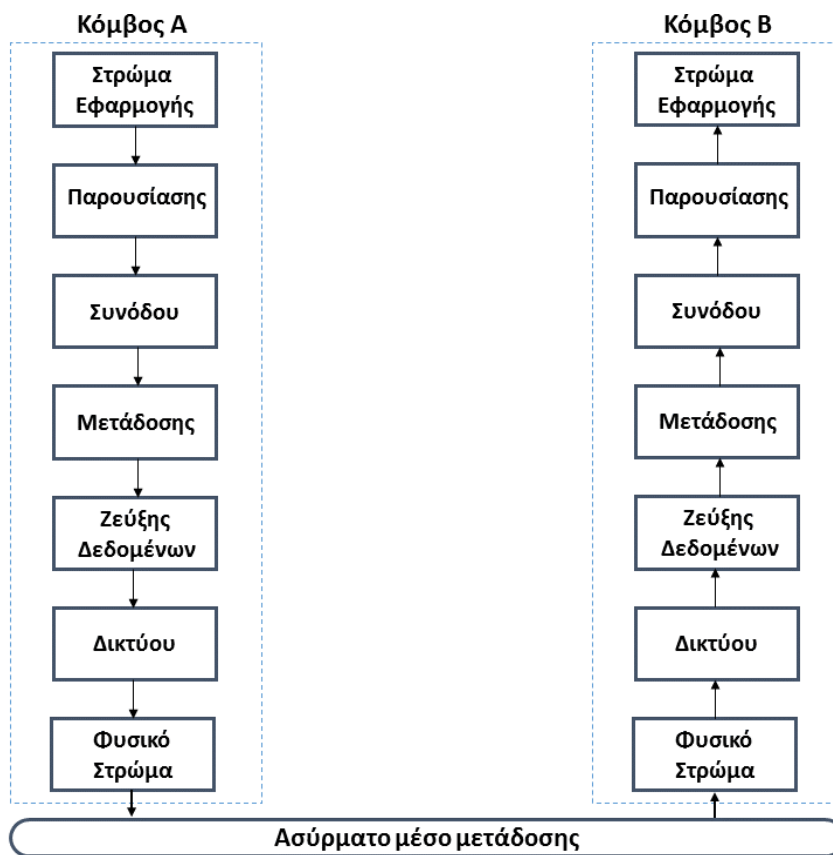 Κόμβος Α
Στρώμα
Εφαρμογής
Παρουσίασης
Συνόδου
Μετάδοσης
Ζεύξης
Δεδομένων
Δικτύου
Φυσικό
Στρώμα
Κόμβος Β
Στρώμα
Εφαρμογής
Παρουσίασης
Συνόδου
Μετάδοσης
Ζεύξης
Δεδομένων
Δικτύου
Φυσικό
Στρώμα
Ασύρματο μέσο μετάδοσης